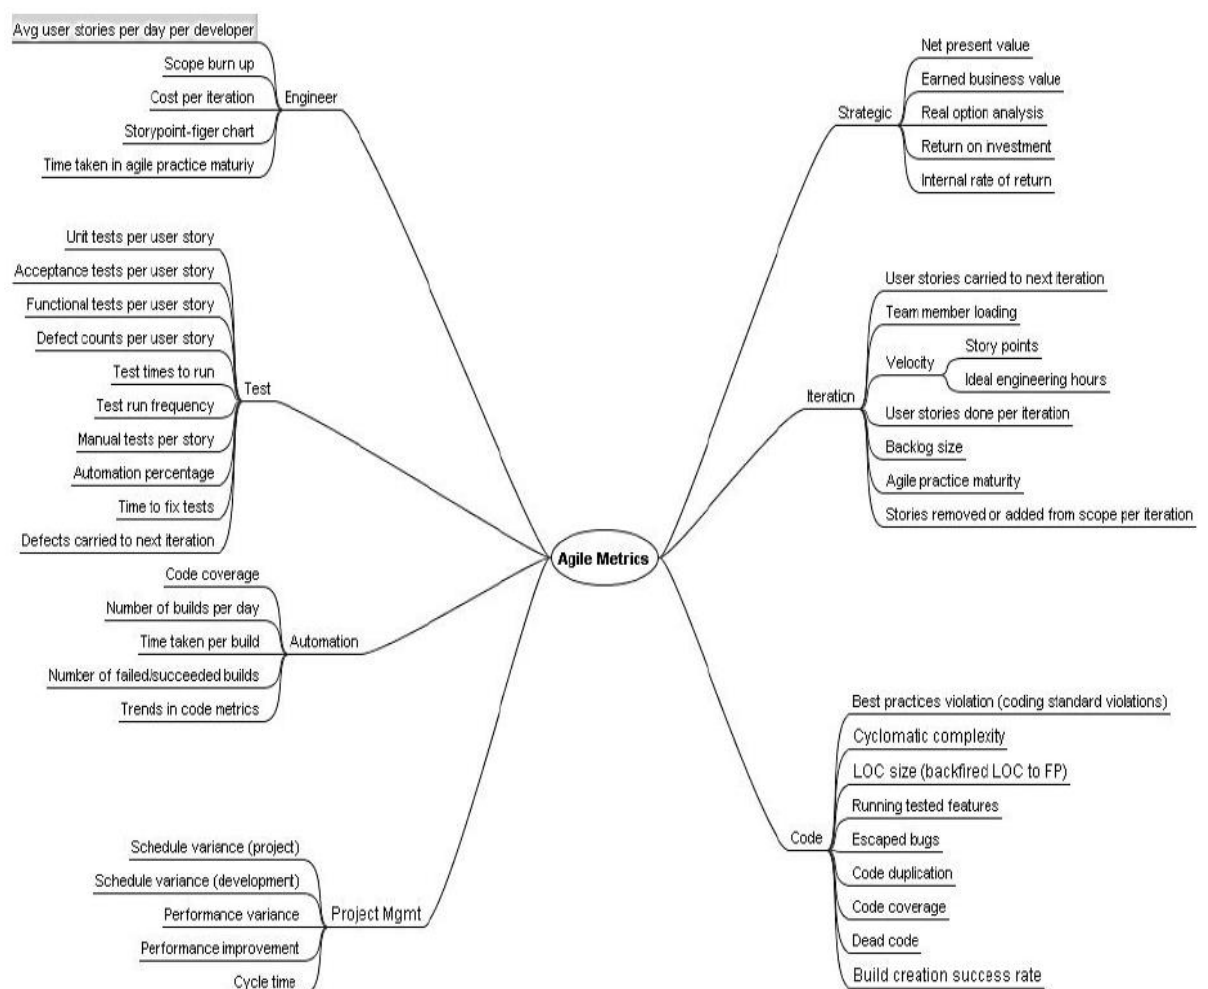 Avg user stories per day per developer
Scope burn up
Cost per iteration
Storypoint-figer chart
Time taken in agile practice maturiy
Engineer
Unit tests per user story
Acceptance tests per user story
Functional tests per user story
Defect counts per user story
Test times to run
Test run frequency
Manual tests per story
Automation percentage
Time to fix tests
Defects carried to next iteration
Test
Code coverage
Number of builds per day
Time taken per build
Number of failed/succeeded builds
Trends in code metrics
Automation
Schedule variance (project)
Schedule variance (development)
Performance variance
Performance improvement
Cycle time
Project Mgmt
Agile Metrics
Strategic
Net present value
Earned business value
Real option analysis
Return on investment
Internal rate of return
Iteration
User stories carried to next iteration
Team member loading
Velocity
Story points
Ideal engineering hours
User stories done per iteration
Backlog size
Agile practice maturity
Stories removed or added from scope per iteration
Code
Best practices violation (coding standard violations)
Cyclomatic complexity
LOC size (backfired LOC to FP)
Running tested features
Escaped bugs
Code duplication
Code coverage
Dead code
Build creation success rate